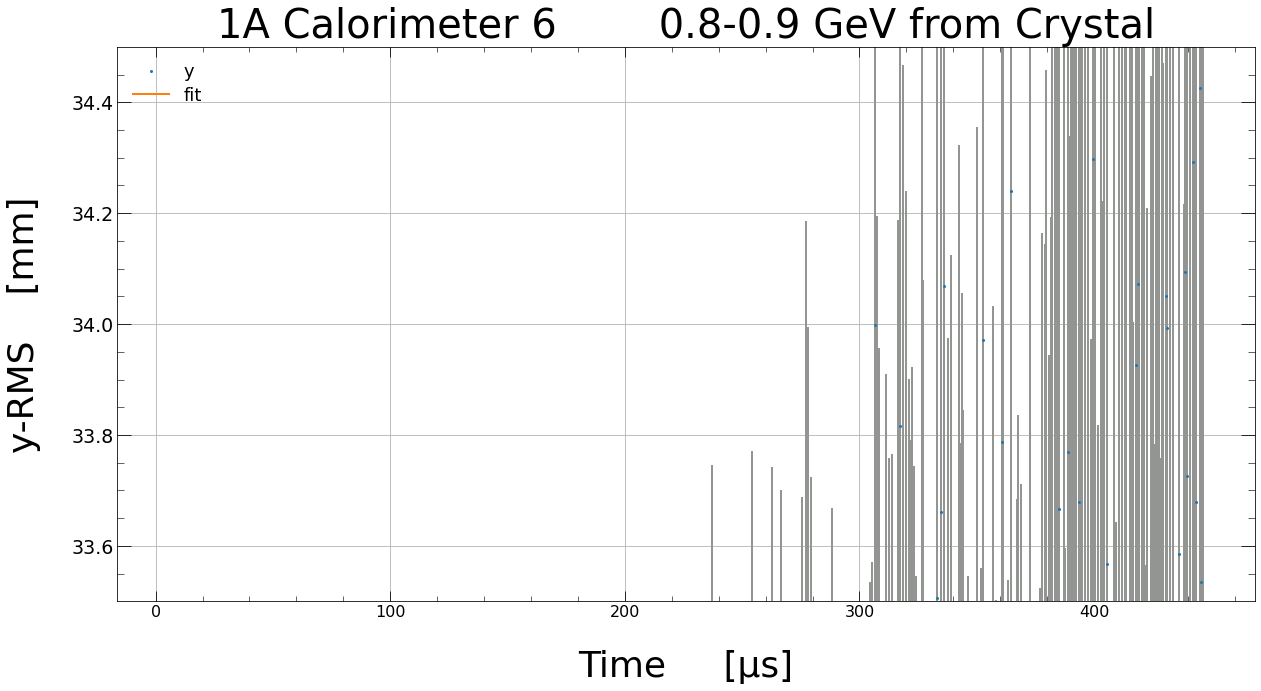 1A Calorimeter 6 0.8-0.9 GeV from Crystal
y
fit
34.4
34.2
34.0
33.8
33.6
y-RMS [mm]
0 100 200 300 400
Time [µs]